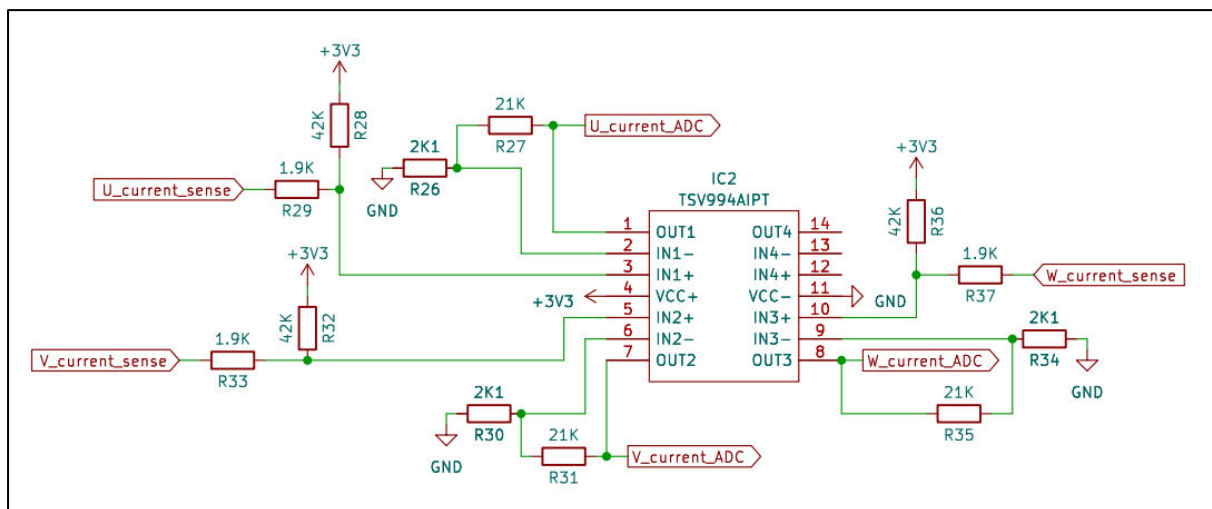 +3V3
42K
R28
1.9K
U_current_sense
R29
21K
R27
U_current_ADC
2K1
R26
GND
+3V3
42K
R32
1.9K
V_current_sense
R33
IC2
TSV994AIPT
1 OUT1 OUT4 14
2 IN1- IN4- 13
3 IN1+ IN4+ 12
4 VCC+ VCC- 11
5 IN2+ IN3+ 10
6 IN2- IN3- 9
7 OUT2 OUT3 8
+3V3
GND
+3V3
42K
R36
1.9K
W_current_sense
R37
2K1
R34
GND
W_current_ADC
21K
R35
2K1
R30
GND
21K
R31
V_current_ADC